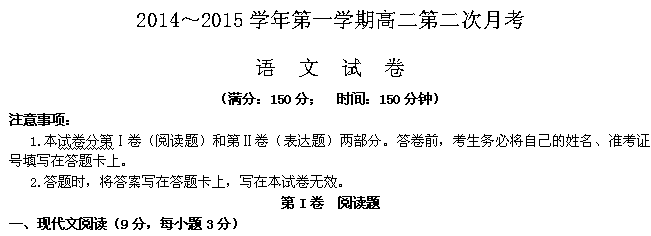 2014～2015学年第一学期高二第二次月考
语 文 试 卷
（满分：150分； 时间：150分钟）
注意事项：
1.本试卷分第Ⅰ卷（阅读题）和第Ⅱ卷（表达题）两部分。答卷前，考生务必将自己的姓名、准考证
号填写在答题卡上。
2.答题时，将答案写在答题卡上，写在本试卷无效。
第Ⅰ卷 阅读题
一、现代文阅读（9分，每小题3分）